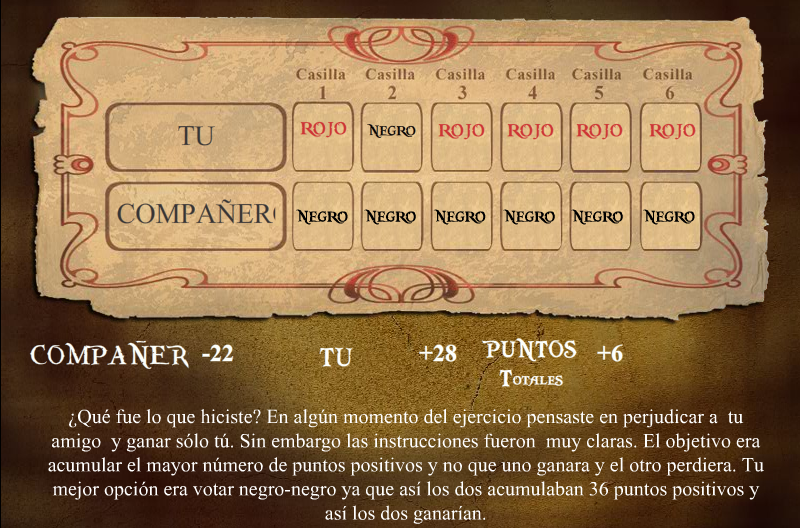 Casilla 1 Casilla 2 Casilla 3 Casilla 4 Casilla 5 Casilla 6
TU ROJO NEGRO ROJO ROJO ROJO ROJO
COMPAÑERO NEGRO NEGRO NEGRO NEGRO NEGRO NEGRO
COMPAÑER -22 TU +28 PUNTOS TOTALES +6
¿Qué fue lo que hiciste? En algún momento del ejercicio pensaste en perjudicar a tu
amigo y ganar sólo tú. Sin embargo las instrucciones fueron muy claras. El objetivo era
acumular el mayor número de puntos positivos y no que uno ganara y el otro perdiera. Tu
mejor opción era votar negro-negro ya que así los dos acumulaban 36 puntos positivos y
así los dos ganarían.